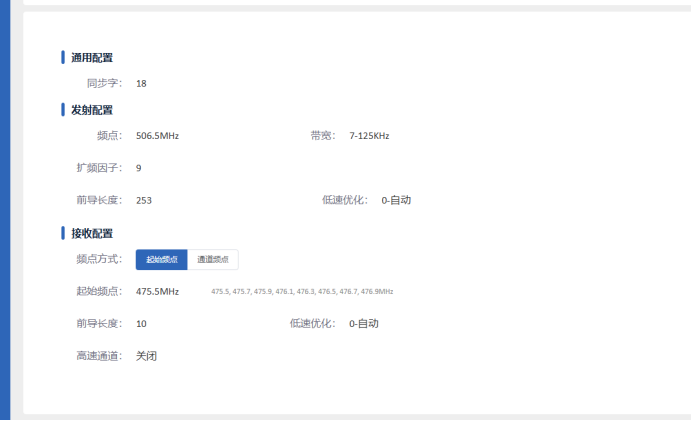 通用配置
同步字： 18
发射配置
频点： 506.5MHz 带宽： 7-125KHz
扩频因子： 9
前导长度： 253 低速优化： 0-自动
接收配置
频点方式： 起始频点 通道频点
起始频点： 475.5MHz 475.5, 475.7, 475.9, 476.1, 476.3, 476.5, 476.7, 476.9MHz
前导长度： 10 低速优化： 0-自动
高速通道： 关闭